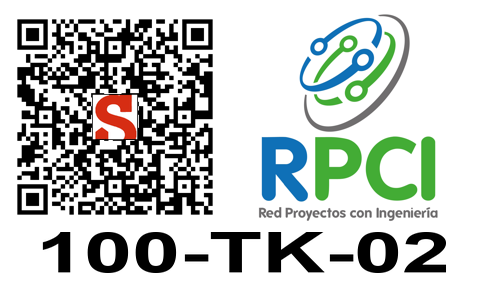 S
RPCI
Red Proyectos con Ingeniería
100-TK-02